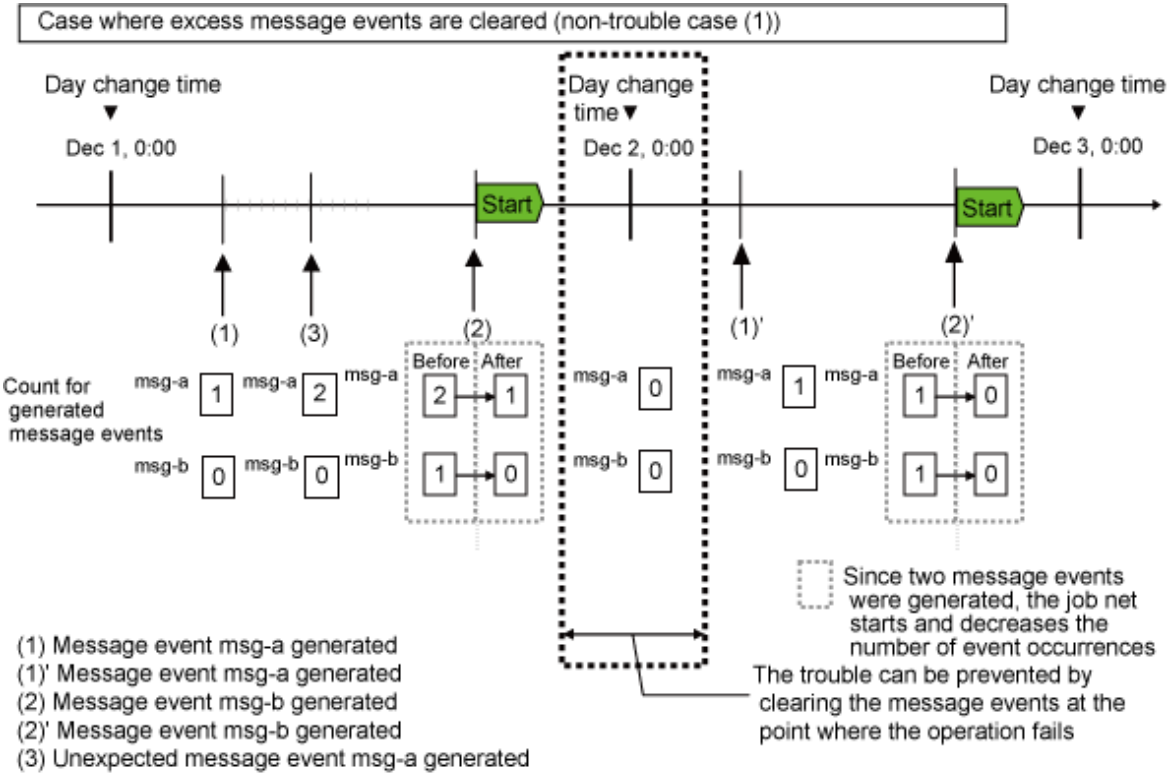 Case where excess message events are cleared (non-trouble case (1))
Day change time
Day change
time
Day change time
Dec 1, 0:00
Dec 2, 0:00
Dec 3, 0:00
Start
Start
(1)
(3)
(2)
(1)'
(2)'
Count for
generated
message events
msg-a 1
msg-a 2
msg-a
Before After
2 1
msg-a 0
msg-a 1
msg-a
Before After
1 0
msg-b 0
msg-b 0
msg-b
1 0
msg-b 0
msg-b 0
msg-b
1 0
Since two message events
were generated, the job net
starts and decreases the
number of event occurrences
The trouble can be prevented by
clearing the message events at the
point where the operation fails
(1) Message event msg-a generated
(1)' Message event msg-a generated
(2) Message event msg-b generated
(2)' Message event msg-b generated
(3) Unexpected message event msg-a generated